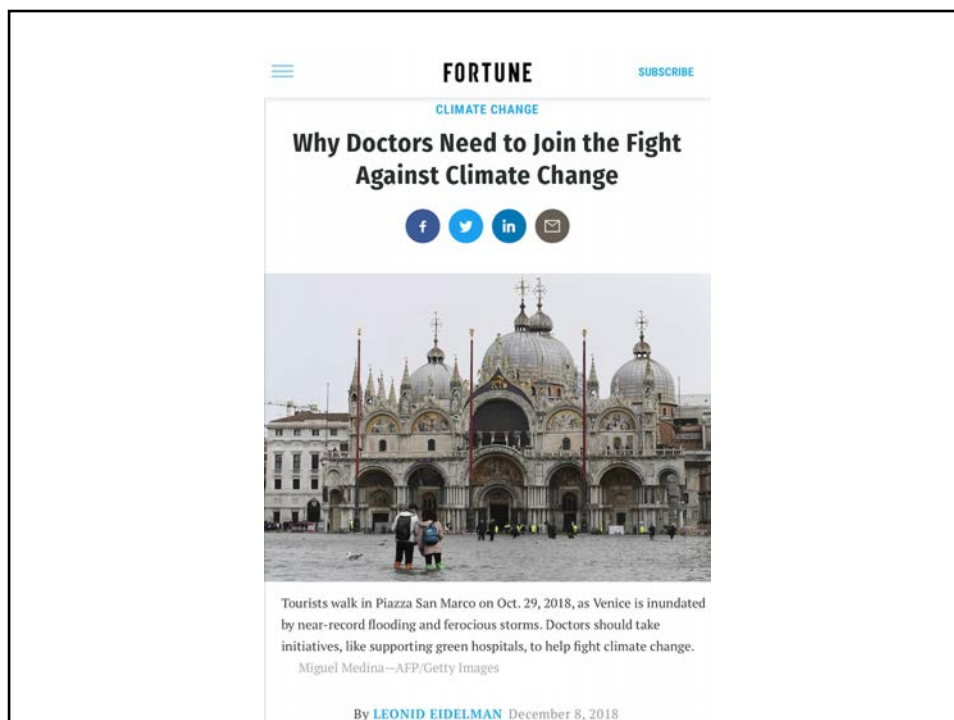 FORTUNE
SUBSCRIBE
CLIMATE CHANGE
Why Doctors Need to Join the Fight
Against Climate Change
f
in
Tourists walk in Piazza San Marco on Oct. 29, 2018, as Venice is inundated
by near-record flooding and ferocious storms. Doctors should take
initiatives, like supporting green hospitals, to help fight climate change.
Miguel Medina—AFP/Getty Images
By LEONID EIDELMAN December 8, 2018